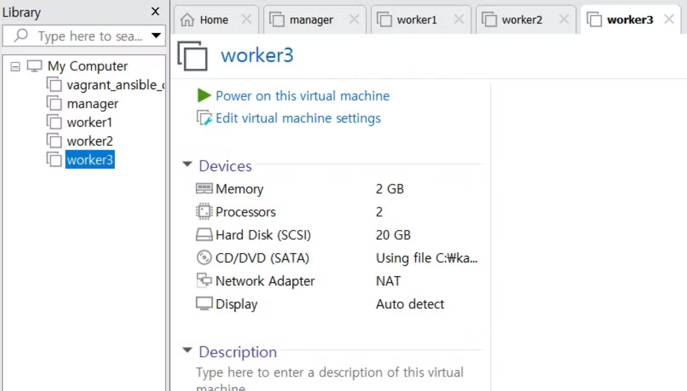 Library
Type here to sea...
My Computer
vagrant_ansible_
manager
worker1
worker2
worker3
Home
manager
worker1
worker2
worker3
worker3
Power on this virtual machine
Edit virtual machine settings
Devices
Memory 2 GB
Processors 2
Hard Disk (SCSI) 20 GB
CD/DVD (SATA) Using file C:₩ka...
Network Adapter NAT
Display Auto detect
Description
Type here to enter a description of this virtual
machine